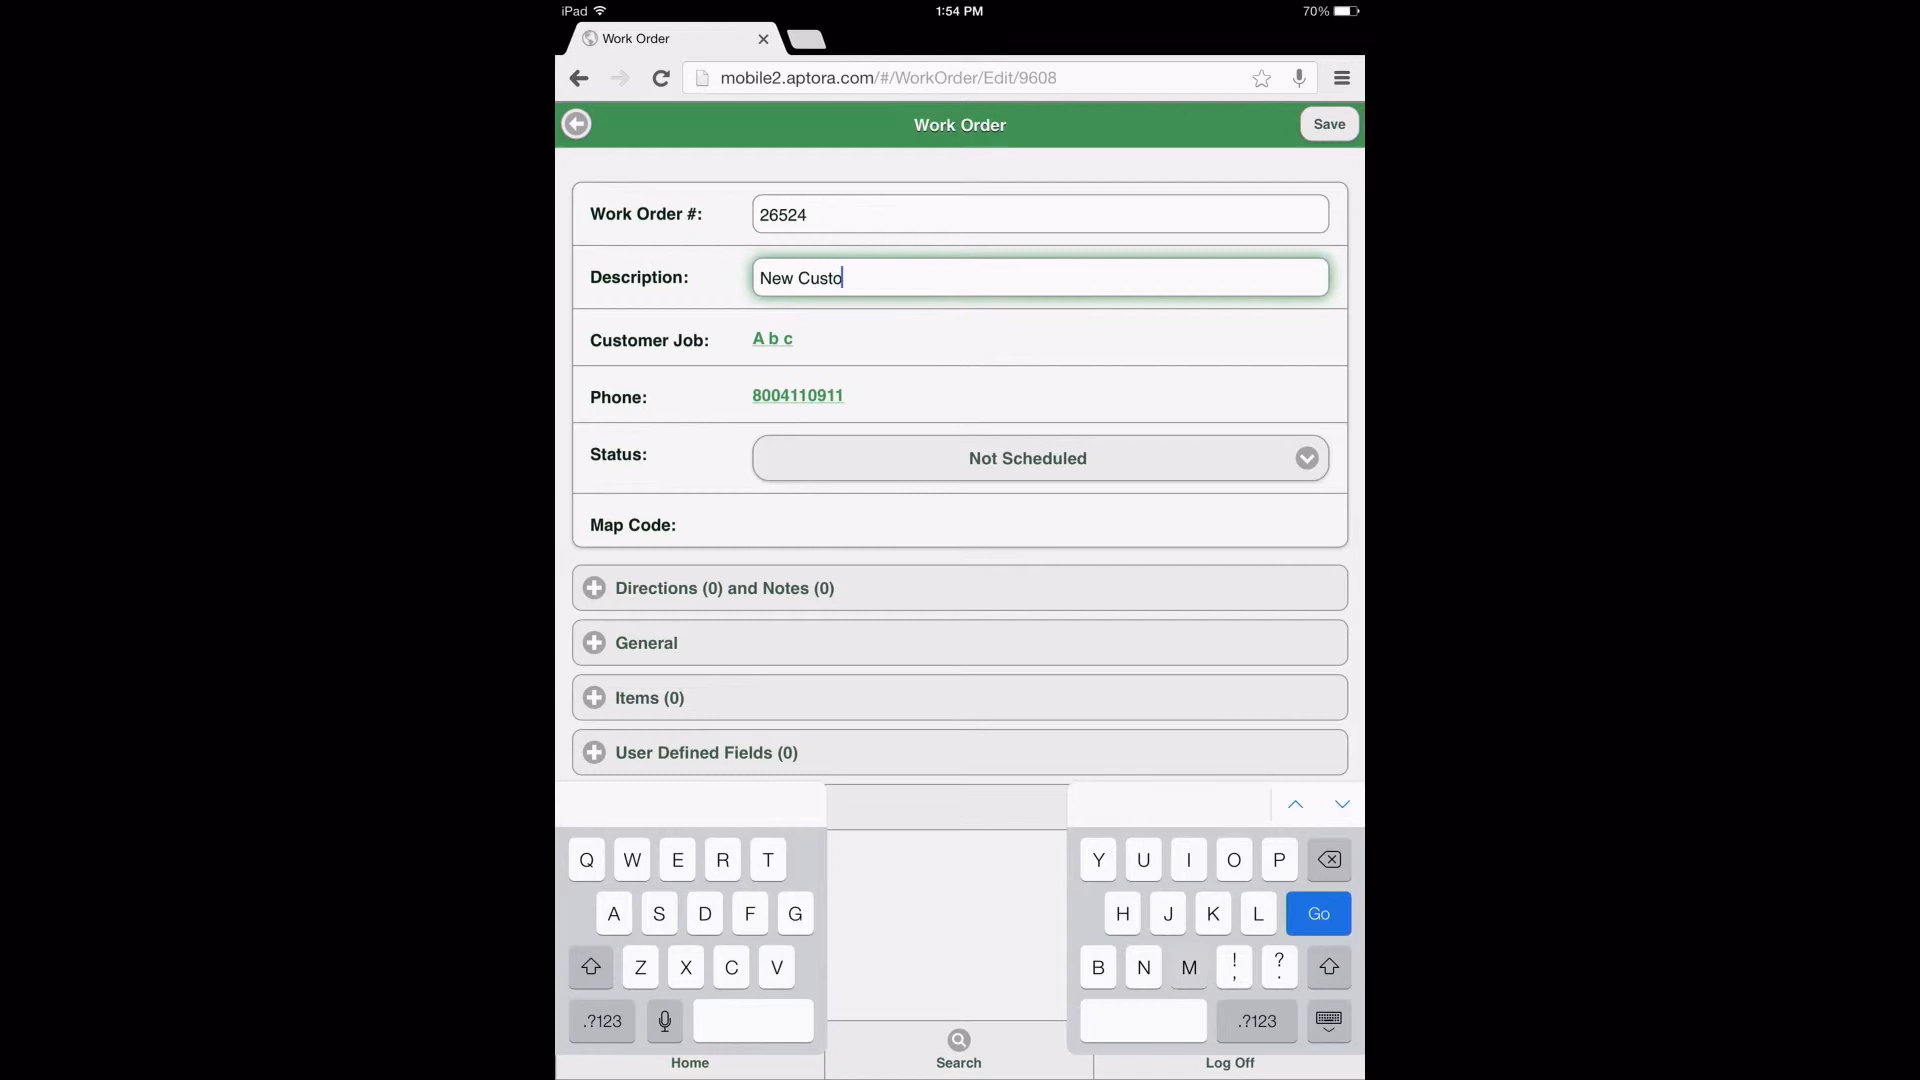 iPad 1:54 PM 70%
Work Order
mobile2.aptora.com/#/WorkOrder/Edit/9608
Work Order Save
Work Order #: 26524
Description: New Custo
Customer Job: A b c
Phone: 8004110911
Status: Not Scheduled
Map Code:
Directions (0) and Notes (0)
General
Items (0)
User Defined Fields (0)
Q W E R T Y U I O P
A S D F G H J K L Go
Z X C V B N M ! , ? .
.?123 .?123
Home Search Log Off